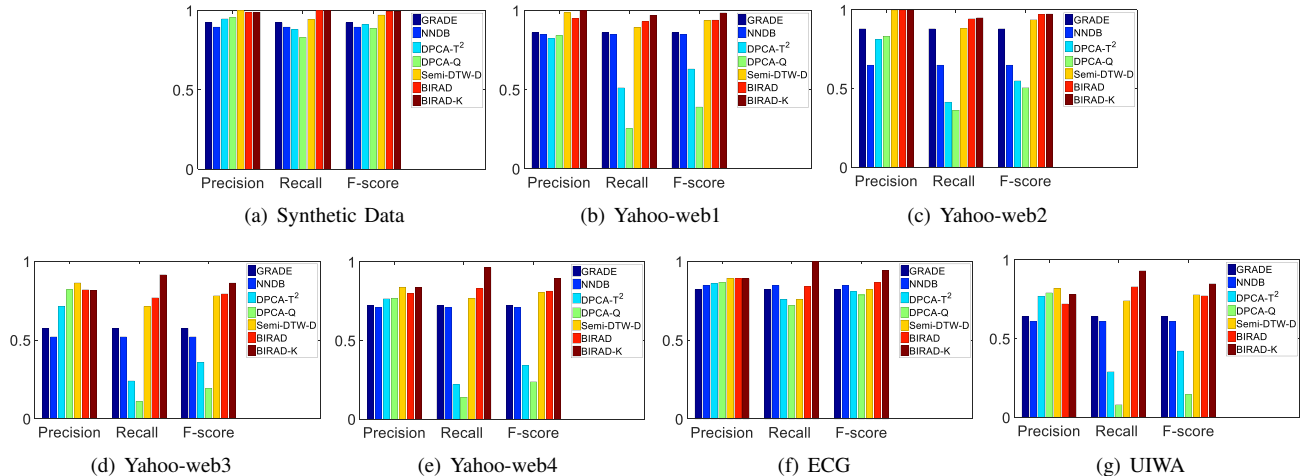 1
0.5
0
Precision Recall F-score
GRADE
NNDB
DPCA-T²
DPCA-Q
Semi-DTW-D
BIRAD
BIRAD-K
(a) Synthetic Data
1
0.5
0
Precision Recall F-score
GRADE
NNDB
DPCA-T²
DPCA-Q
Semi-DTW-D
BIRAD
BIRAD-K
(b) Yahoo-web1
1
0.5
0
Precision Recall F-score
GRADE
NNDB
DPCA-T²
DPCA-Q
Semi-DTW-D
BIRAD
BIRAD-K
(c) Yahoo-web2
1
0.5
0
Precision Recall F-score
GRADE
NNDB
DPCA-T²
DPCA-Q
Semi-DTW-D
BIRAD
BIRAD-K
(d) Yahoo-web3
1
0.5
0
Precision Recall F-score
GRADE
NNDB
DPCA-T²
DPCA-Q
Semi-DTW-D
BIRAD
BIRAD-K
(e) Yahoo-web4
1
0.5
0
Precision Recall F-score
GRADE
NNDB
DPCA-T²
DPCA-Q
Semi-DTW-D
BIRAD
BIRAD-K
(f) ECG
1
0.5
0
Precision Recall F-score
GRADE
NNDB
DPCA-T²
DPCA-Q
Semi-DTW-D
BIRAD
BIRAD-K
(g) UIWA